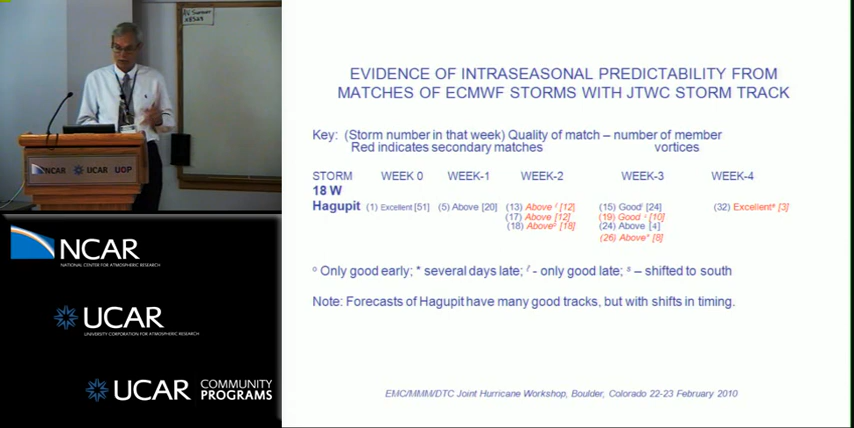 NCAR UCAR UOP
NCAR
NATIONAL CENTER FOR ATMOSPHERIC RESEARCH
UCAR
UNIVERSITY CORPORATION FOR ATMOSPHERIC RESEARCH
UCAR COMMUNITY PROGRAMS
EVIDENCE OF INTRASEASONAL PREDICTABILITY FROM
MATCHES OF ECMWF STORMS WITH JTWC STORM TRACK
Key: (Storm number in that week) Quality of match – number of member
Red indicates secondary matches vortices
STORM WEEK 0 WEEK-1 WEEK-2 WEEK-3 WEEK-4
18 W
Hagupit (1) Excellent [51] (5) Above [20] (13) Above ℓ [12] (15) Good [24] (32) Excellent* [3]
(17) Above [12] (19) Good [10]
(18) Above [18] (24) Above [4]
(26) Above* [8]
o Only good early; * several days late; ℓ - only good late; s – shifted to south
Note: Forecasts of Hagupit have many good tracks, but with shifts in timing.
EMC/MMM/DTC Joint Hurricane Workshop, Boulder, Colorado 22-23 February 2010